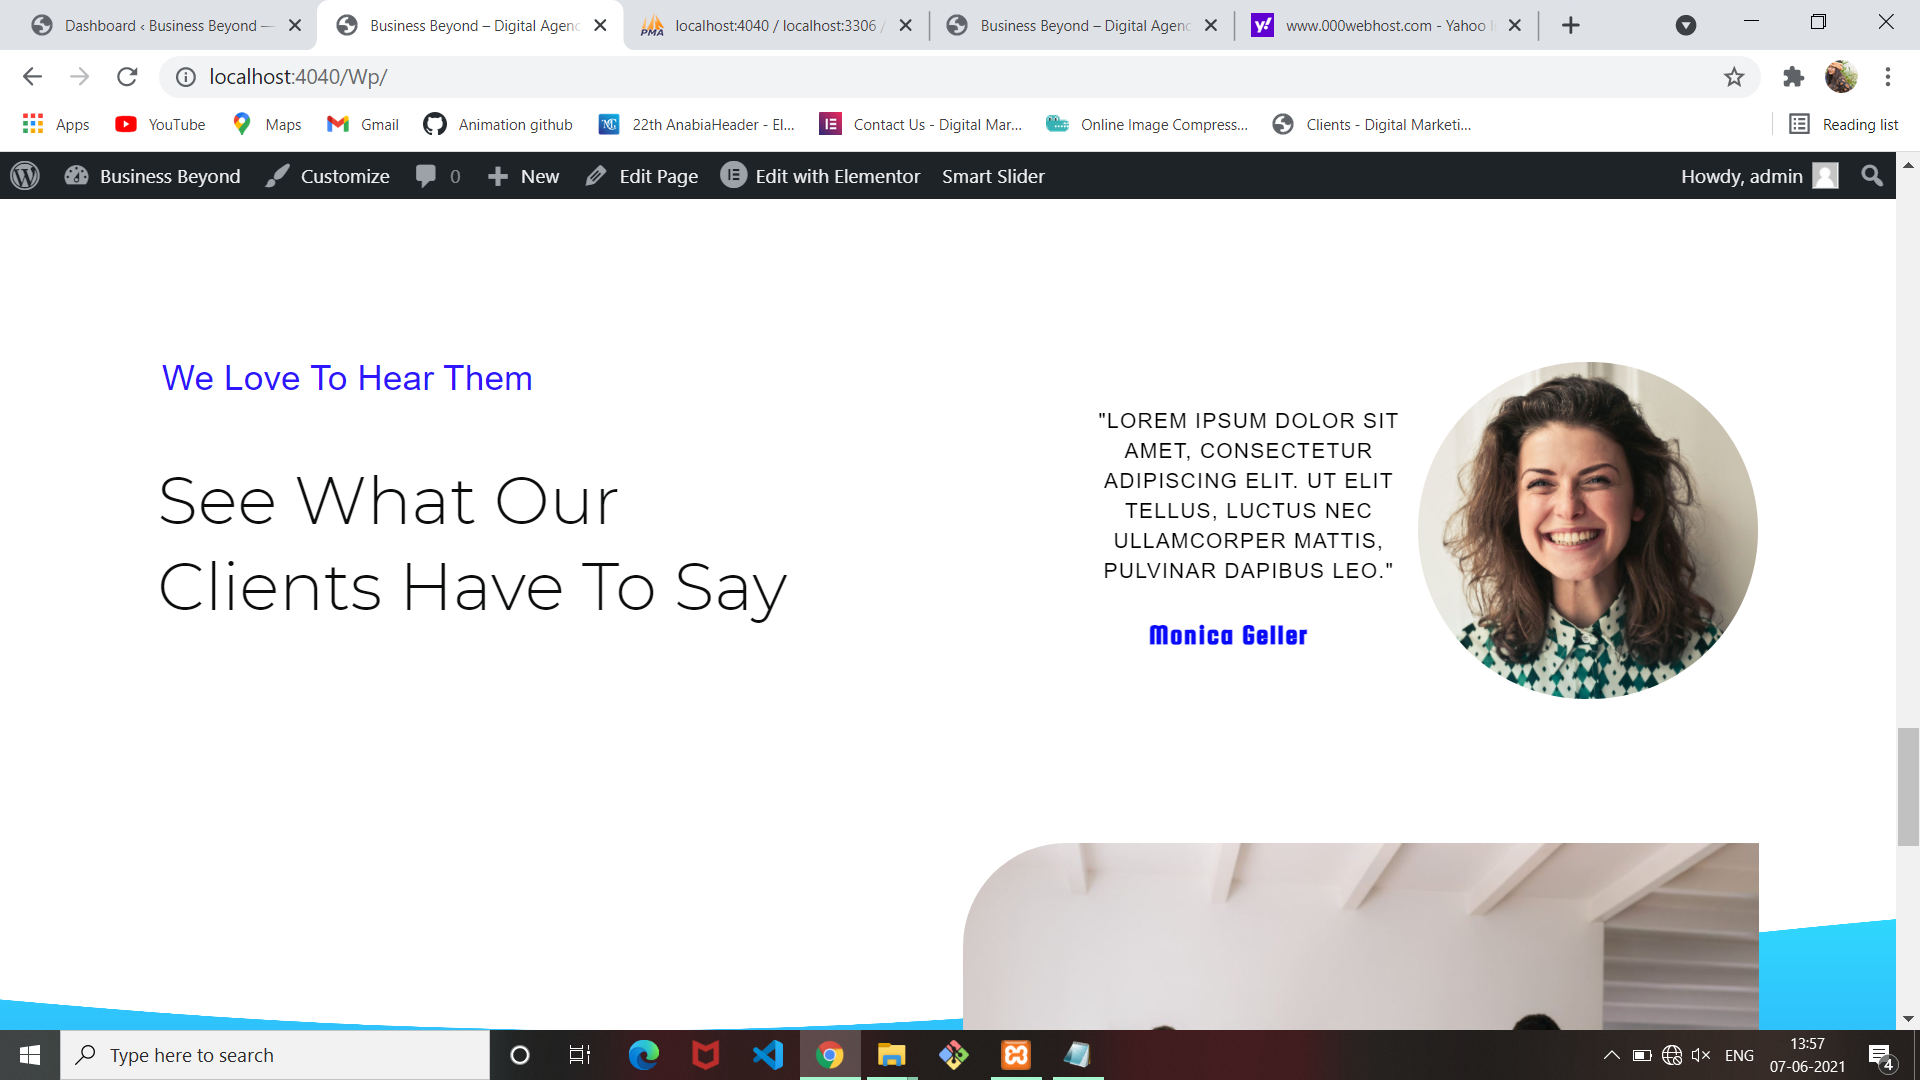 Dashboard ‹ Business Beyond —
Business Beyond – Digital Agenc
localhost:4040 / localhost:3306 /
Business Beyond – Digital Agenc
www.000webhost.com - Yahoo I
localhost:4040/Wp/
Apps
YouTube
Maps
Gmail
Animation github
22th AnabiaHeader - El...
Contact Us - Digital Mar...
Online Image Compress...
Clients - Digital Marketi...
Reading list
Business Beyond
Customize
0
New
Edit Page
Edit with Elementor
Smart Slider
Howdy, admin
We Love To Hear Them
See What Our
Clients Have To Say
"LOREM IPSUM DOLOR SIT
AMET, CONSECTETUR
ADIPISCING ELIT. UT ELIT
TELLUS, LUCTUS NEC
ULLAMCORPER MATTIS,
PULVINAR DAPIBUS LEO."
Monica Geller
Type here to search
ENG
13:57
07-06-2021
4